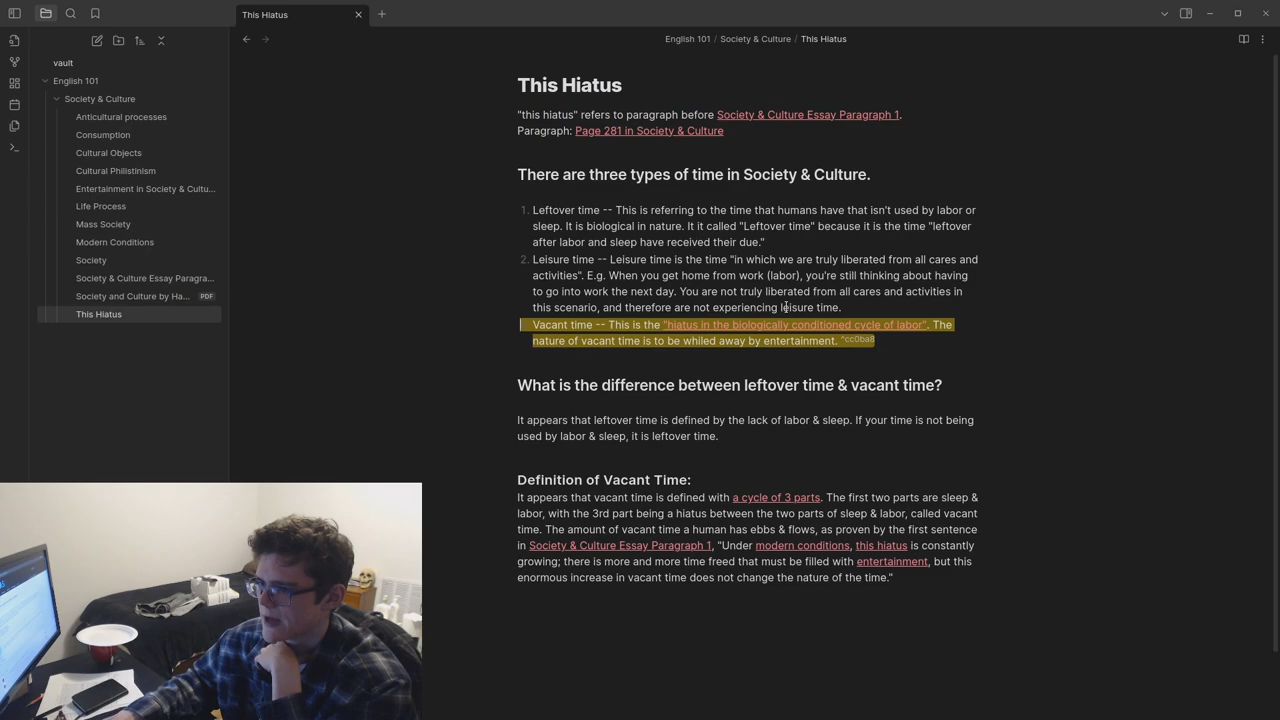 This Hiatus
English 101 / Society & Culture / This Hiatus
vault
English 101
Society & Culture
Anticultural processes
Consumption
Cultural Objects
Cultural Philistinism
Entertainment in Society & Cultu...
Life Process
Mass Society
Modern Conditions
Society
Society & Culture Essay Paragra...
Society and Culture by Ha... PDF
This Hiatus
This Hiatus
"this hiatus" refers to paragraph before Society & Culture Essay Paragraph 1.
Paragraph: Page 281 in Society & Culture
There are three types of time in Society & Culture.
1. Leftover time -- This is referring to the time that humans have that isn't used by labor or
sleep. It is biological in nature. It it called "Leftover time" because it is the time "leftover
after labor and sleep have received their due."
2. Leisure time -- Leisure time is the time "in which we are truly liberated from all cares and
activities". E.g. When you get home from work (labor), you're still thinking about having
to go into work the next day. You are not truly liberated from all cares and activities in
this scenario, and therefore are not experiencing leisure time.
Vacant time -- This is the "hiatus in the biologically conditioned cycle of labor". The
nature of vacant time is to be whiled away by entertainment. ^cc0ba8
What is the difference between leftover time & vacant time?
It appears that leftover time is defined by the lack of labor & sleep. If your time is not being
used by labor & sleep, it is leftover time.
Definition of Vacant Time:
It appears that vacant time is defined with a cycle of 3 parts. The first two parts are sleep &
labor, with the 3rd part being a hiatus between the two parts of sleep & labor, called vacant
time. The amount of vacant time a human has ebbs & flows, as proven by the first sentence
in Society & Culture Essay Paragraph 1, "Under modern conditions, this hiatus is constantly
growing; there is more and more time freed that must be filled with entertainment, but this
enormous increase in vacant time does not change the nature of the time."